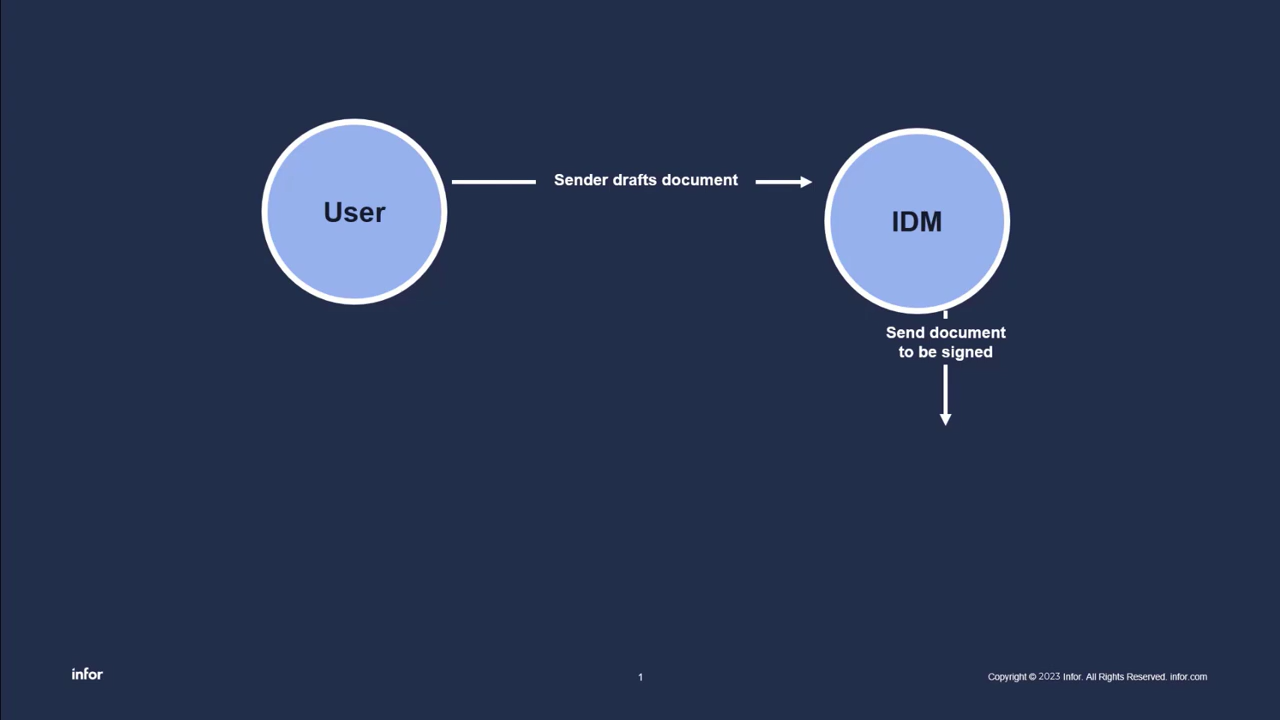 User
Sender drafts document
IDM
Send document
to be signed
infor
1
Copyright © 2023 Infor. All Rights Reserved. infor.com